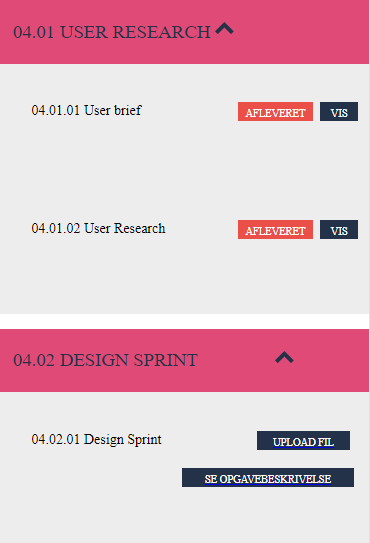 04.01 USER RESEARCH
04.01.01 User brief AFLEVERET VIS
04.01.02 User Research AFLEVERET VIS
04.02 DESIGN SPRINT
04.02.01 Design Sprint UPLOAD FIL
SE OPGAVEBESKRIVELSE